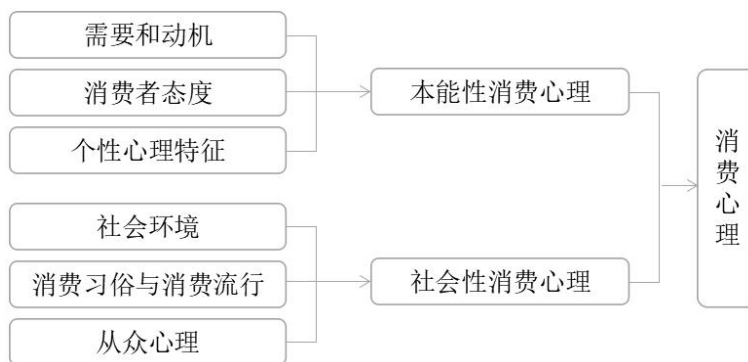 需要和动机
消费者态度
个性心理特征
社会环境
消费习俗与消费流行
从众心理
本能性消费心理
社会性消费心理
消费心理